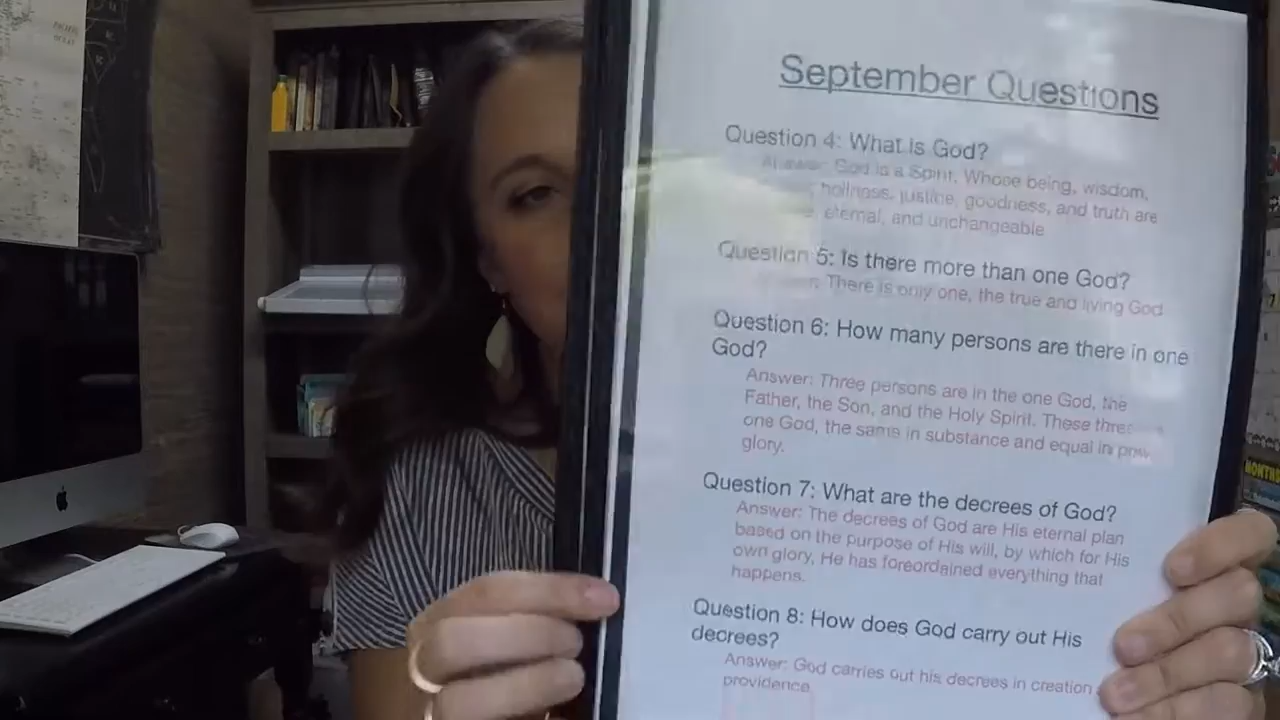 September Questions
Question 4: What is God?
Answer: God is a Spirit, Whose being, wisdom,
holiness, justice, goodness, and truth are
eternal, and unchangeable
Question 5: Is there more than one God?
There is only one, the true and living God
Question 6: How many persons are there in one
God?
Answer: Three persons are in the one God, the
Father, the Son, and the Holy Spirit. These
one God, the same in substance and equal in
glory.
Question 7: What are the decrees of God?
Answer: The decrees of God are His eternal plan
based on the purpose of His will, by which for His
own glory, He has foreordained everything that
happens.
Question 8: How does God carry out His
decrees?
Answer: God carries out his decrees in creation
providence
MONTHS